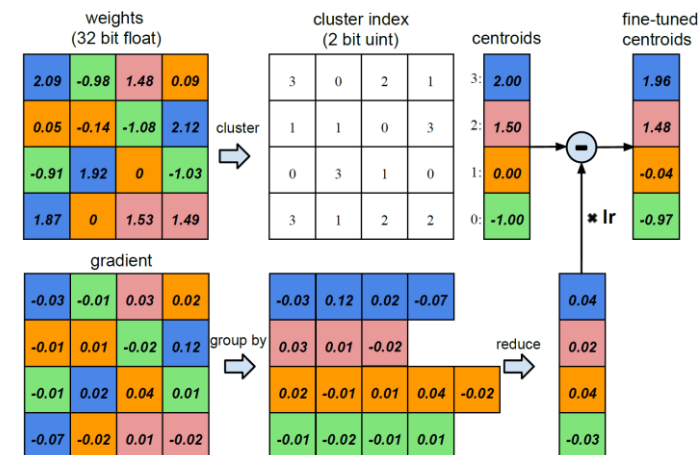 weights
(32 bit float)
cluster index
(2 bit uint)
centroids
fine-tuned
centroids
2.09 -0.98 1.48 0.09
0.05 -0.14 -1.08 2.12
-0.91 1.92 0 -1.03
1.87 0 1.53 1.49
cluster
3 0 2 1
1 1 0 3
0 3 1 0
3 1 2 2
3: 2.00
2: 1.50
1: 0.00
0: -1.00
-
1.96
1.48
-0.04
-0.97
× lr
gradient
-0.03 -0.01 0.03 0.02
-0.01 0.01 -0.02 0.12
-0.01 0.02 0.04 0.01
-0.07 -0.02 0.01 -0.02
group by
-0.03 0.12 0.02 -0.07
0.03 0.01 -0.02
0.02 -0.01 0.01 0.04 -0.02
-0.01 -0.02 -0.01 0.01
reduce
0.04
0.02
0.04
-0.03